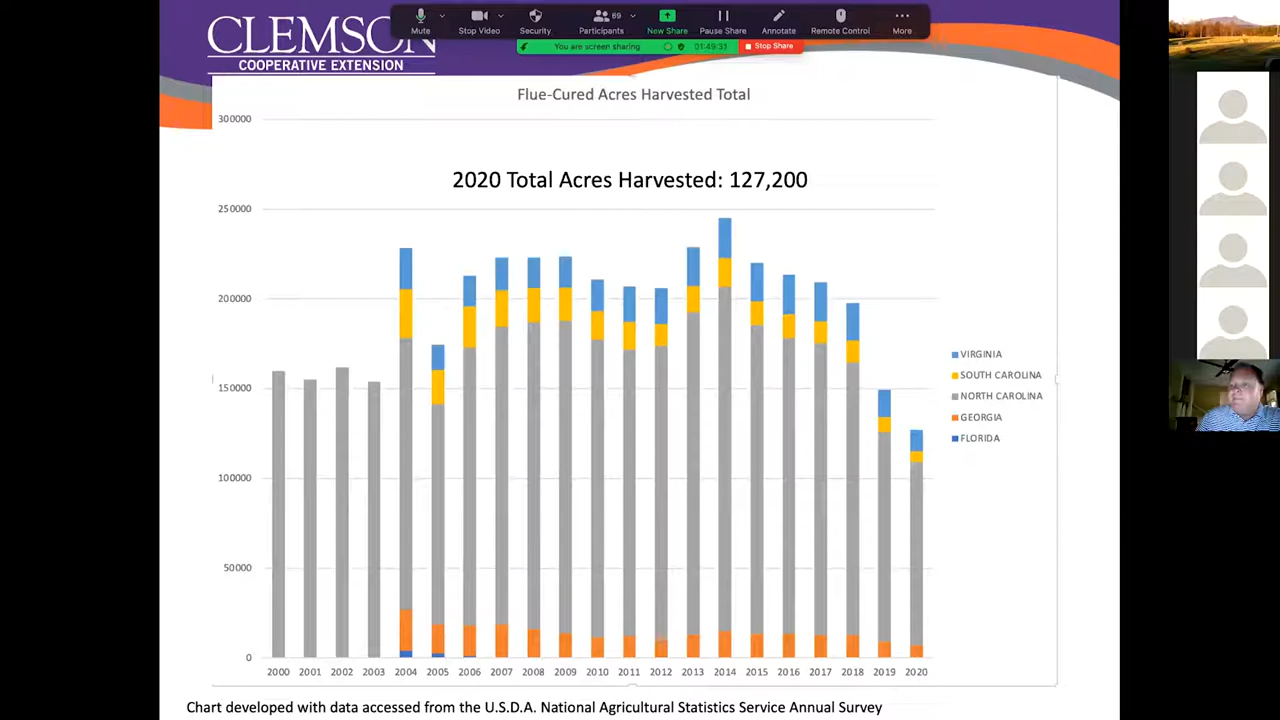 Mute
Stop Video
Security
69
Participants
New Share
Pause Share
Annotate
Remote Control
More
You are screen sharing
01:49:31
Stop Share
CLEMSON
COOPERATIVE EXTENSION
Flue-Cured Acres Harvested Total
300000
2020 Total Acres Harvested: 127,200
250000
200000
150000
100000
50000
0
VIRGINIA
SOUTH CAROLINA
NORTH CAROLINA
GEORGIA
FLORIDA
2000 2001 2002 2003 2004 2005 2006 2007 2008 2009 2010 2011 2012 2013 2014 2015 2016 2017 2018 2019 2020
Chart developed with data accessed from the U.S.D.A. National Agricultural Statistics Service Annual Survey